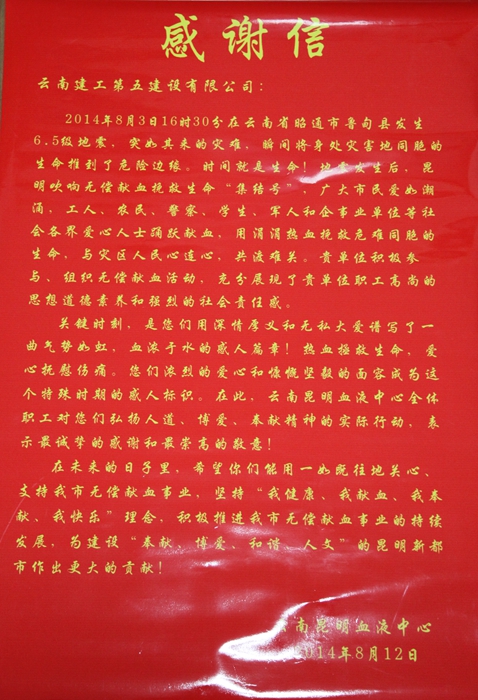 感谢信
云南建工第五建设有限公司：
2014年8月3日16时30分在云南省昭通市鲁甸县发生
6.5级地震，突如其来的灾难，瞬间将身处灾害地同胞的
生命推到了危险边缘。时间就是生命！地震发生后，昆
明吹响无偿献血挽救生命“集结号”，广大市民爱如潮
涌，工人、农民、警察、学生、军人和企事业单位等社
会各界爱心人士踊跃献血，用涓涓热血挽救危难同胞的
生命，与灾区人民心连心，共渡难关。贵单位积极参
与、组织无偿献血活动，充分展现了贵单位职工高尚的
思想道德素养和强烈的社会责任感。
关键时刻，是您们用深情厚义和无私大爱谱写了一
曲气势如虹，血浓于水的感人篇章！热血拯救生命，爱
心抚慰伤痛。您们浓烈的爱心和慷慨坚毅的面容成为这
个特殊时期的感人标识。在此，云南昆明血液中心全体
职工对您们弘扬人道、博爱、奉献精神的实际行动，表
示最诚挚的感谢和最崇高的敬意！
在未来的日子里，希望你们能用一如既往地关心、
支持我市无偿献血事业，坚持“我健康、我献血、我奉
献、我快乐”理念，积极推进我市无偿献血事业的持续
发展，为建设“奉献、博爱、和谐、人文”的昆明新都
市作出更大的贡献！
云南昆明血液中心
2014年8月12日